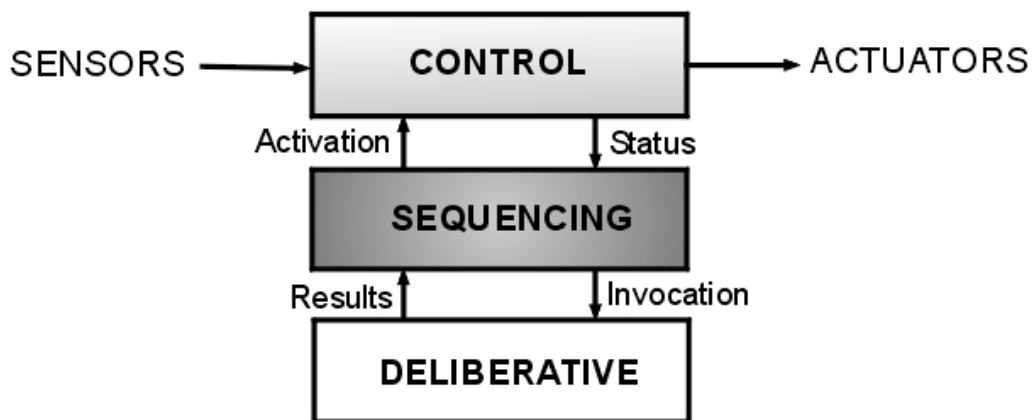 SENSORS
CONTROL
ACTUATORS
Activation
Status
SEQUENCING
Results
Invocation
DELIBERATIVE